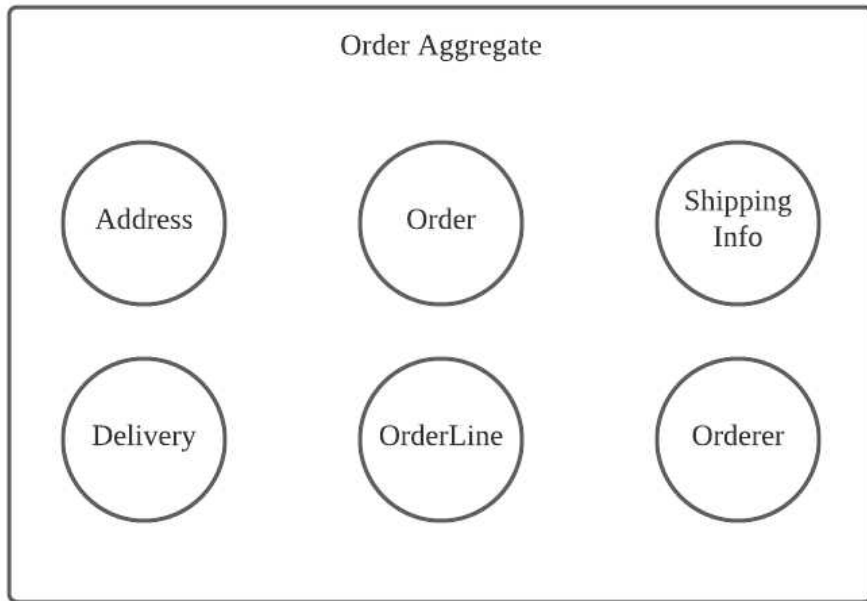 Order Aggregate
Address
Order
Shipping
Info
Delivery
OrderLine
Orderer